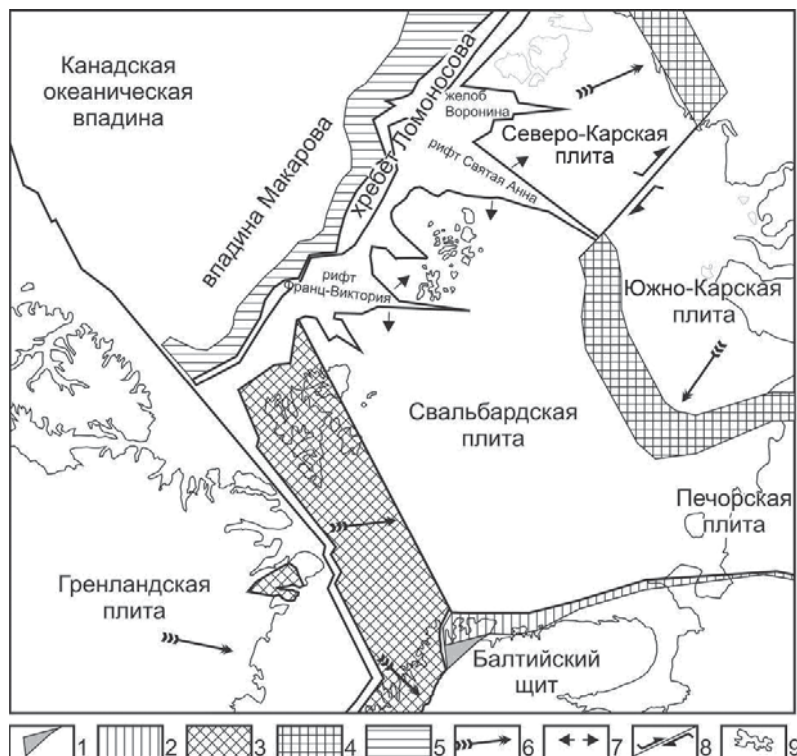 Канадская
океаническая
впадина
впадина Макарова
хребет Ломоносова
желоб
Воронина
Северо-Карская
плита
рифт Святая Анна
рифт
Франц-Виктория
Южно-Карская
плита
Свальбардская
плита
Печорская
плита
Гренландская
плита
Балтийский
щит
1 2 3 4 5 6 7 8 9